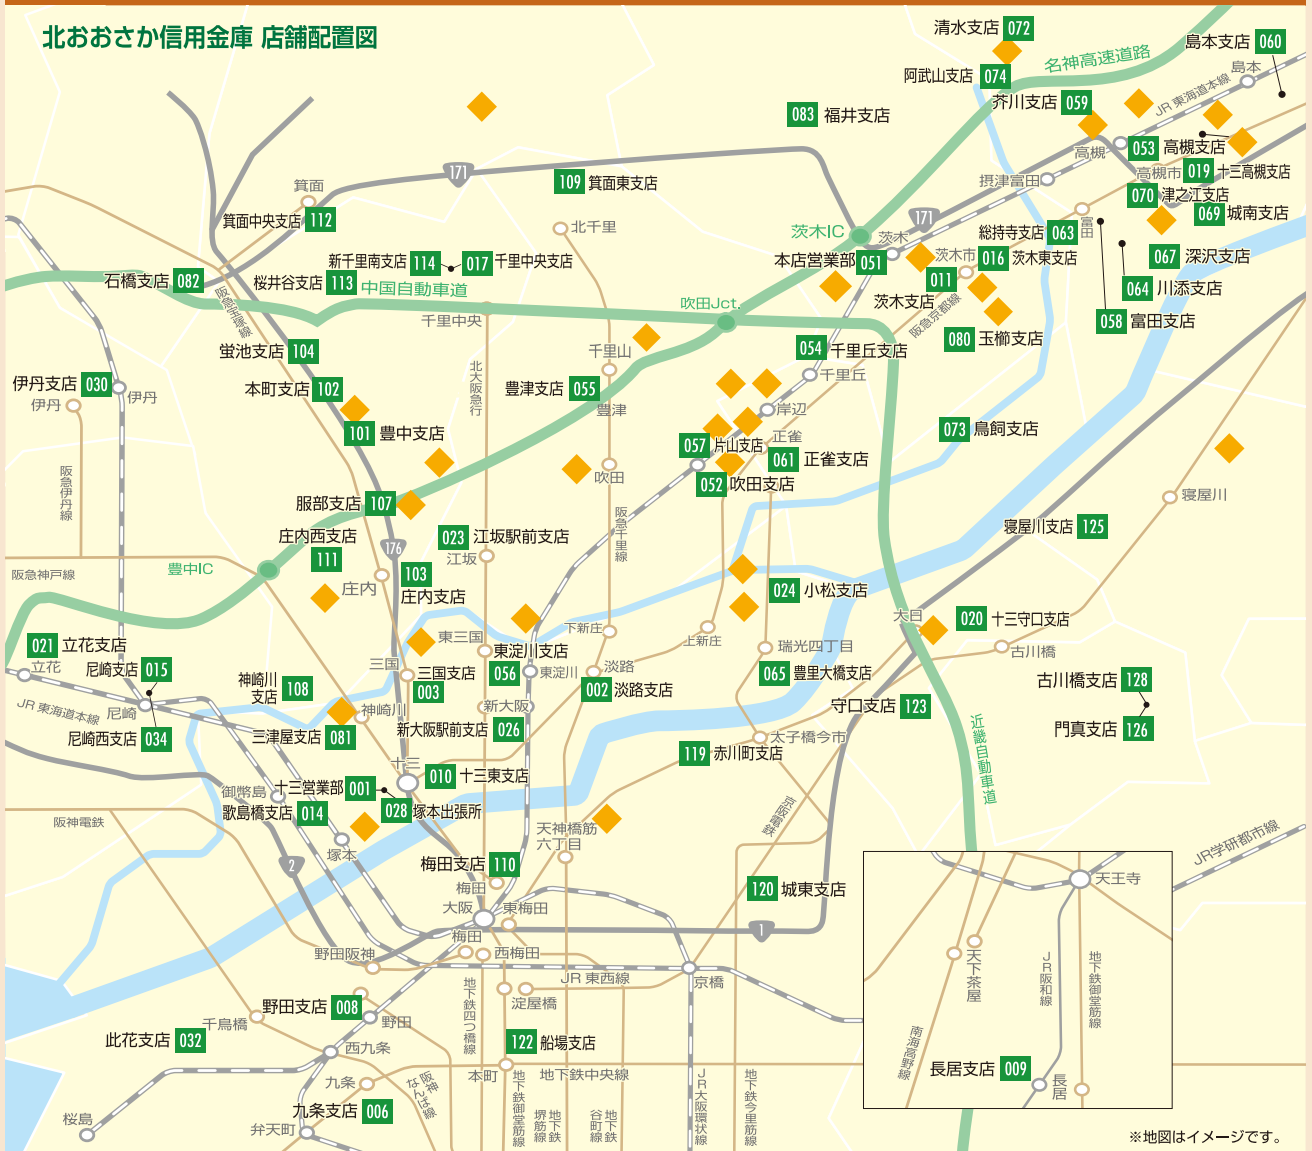 北おおさか信用金庫 店舗配置図
清水支店 072
阿武山支店 074
名神高速道路
島本支店 060
島本
JR東海道本線
芥川支店 059
083 福井支店
高槻
053 高槻支店
高槻市 019 十三高槻支店
171
109 箕面東支店
摂津富田
070 津之江支店
箕面
箕面中央支店 112
北千里
茨木IC
171
茨木
総持寺支店 063
富田
069 城南支店
石橋支店 082
桜井谷支店 113
新千里南支店 114
017 千里中央支店
本店営業部 051
茨木市
016 茨木東支店
067 深沢支店
011
茨木支店
064 川添支店
中国自動車道
阪急宝塚線
千里中央
吹田Jct.
阪急京都線
058 富田支店
080 玉櫛支店
蛍池支店 104
千里山
054 千里丘支店
千里丘
伊丹支店 030
伊丹
伊丹
本町支店 102
北大阪急行
豊津支店 055
豊津
岸辺
101 豊中支店
057 片山支店
正雀
061 正雀支店
073 鳥飼支店
阪急伊丹線
吹田
052 吹田支店
服部支店 107
寝屋川
寝屋川支店 125
庄内西支店
111
176
023 江坂駅前支店
江坂
阪急千里線
阪急神戸線
豊中IC
103
庄内支店
庄内
024 小松支店
大日
020 十三守口支店
021 立花支店
立花
尼崎支店 015
東三国
下新庄
上新庄
瑞光四丁目
古川橋
三国
三国支店
003
東淀川支店
056
東淀川
淡路
002 淡路支店
065 豊里大橋支店
古川橋支店 128
神崎川
支店 108
JR東海道本線
尼崎
神崎川
新大阪
守口支店 123
門真支店 126
尼崎西支店 034
三津屋支店 081
新大阪駅前支店 026
太子橋今市
119 赤川町支店
近畿自動車道
十三
010 十三東支店
御幣島
十三営業部 001
歌島橋支店 014
028 塚本出張所
阪神電鉄
塚本
天神橋筋
六丁目
京阪電鉄
JR学研都市線
2
梅田支店 110
梅田
大阪
東梅田
120 城東支店
天王寺
1
梅田
西梅田
野田阪神
JR東西線
京橋
天下茶屋
JR阪和線
地下鉄御堂筋線
野田支店 008
地下鉄四つ橋線
淀屋橋
千鳥橋
野田
南海高野線
此花支店 032
西九条
122 船場支店
長居支店 009
長居
九条
阪神なんば線
本町
地下鉄中央線
九条支店 006
弁天町
桜島
地下鉄御堂筋線
地下鉄堺筋線
地下鉄谷町線
JR大阪環状線
地下鉄今里筋線
※地図はイメージです。